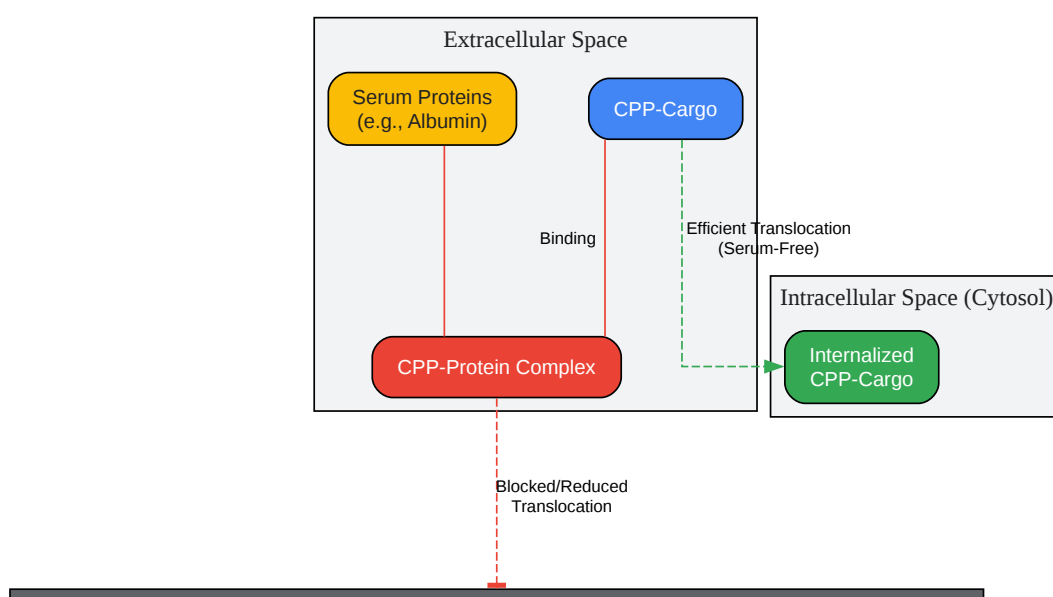 Extracellular Space
Serum Proteins
(e.g., Albumin)
CPP-Cargo
Binding
Efficient Translocation
(Serum-Free)
Intracellular Space (Cytosol)
Internalized
CPP-Cargo
CPP-Protein Complex
Blocked/Reduced
Translocation